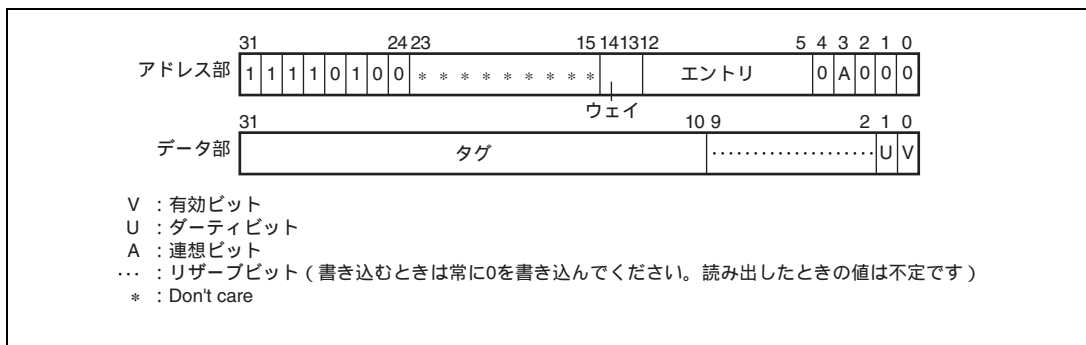 31 24 23 15 14 13 12 5 4 3 2 1 0
アドレス部 1 1 1 1 0 1 0 0 * * * * * * * * * エントリ 0 A 0 0 0
ウェイ
31 10 9 2 1 0
データ部 タグ ･･････････････････ U V
V ：有効ビット
U ：ダーティビット
A ：連想ビット
… ：リザーブビット（書き込むときは常に0を書き込んでください。読み出したときの値は不定です）
* ：Don't care